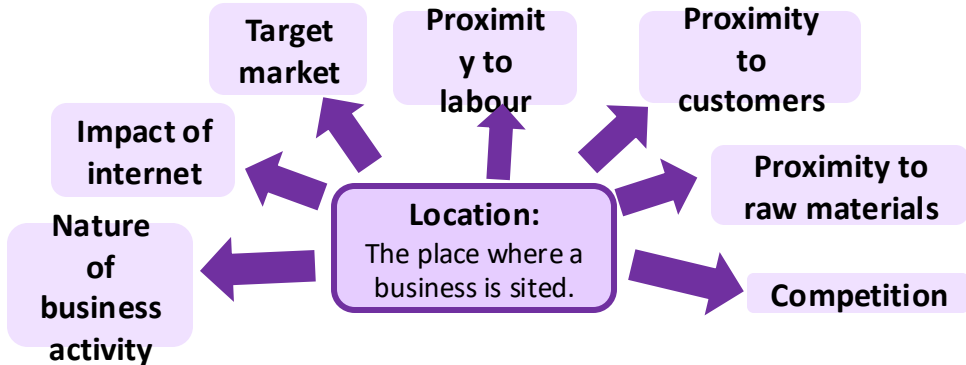 Target
market
Proximit
y to
labour
Proximity
to
customers
Impact of
internet
Proximity to
raw materials
Nature
of
business
activity
Location:
The place where a
business is sited.
Competition